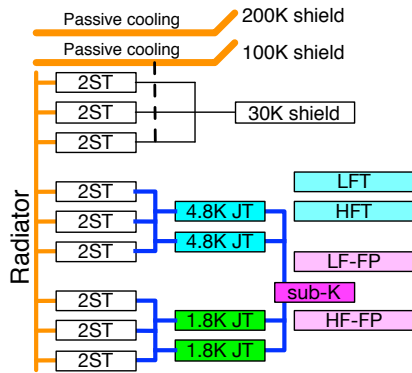 Passive cooling 200K shield
Passive cooling 100K shield
Radiator
2ST
2ST 30K shield
2ST
LFT
2ST
2ST 4.8K JT HFT
2ST 4.8K JT
LF-FP
sub-K
2ST
2ST 1.8K JT HF-FP
2ST 1.8K JT